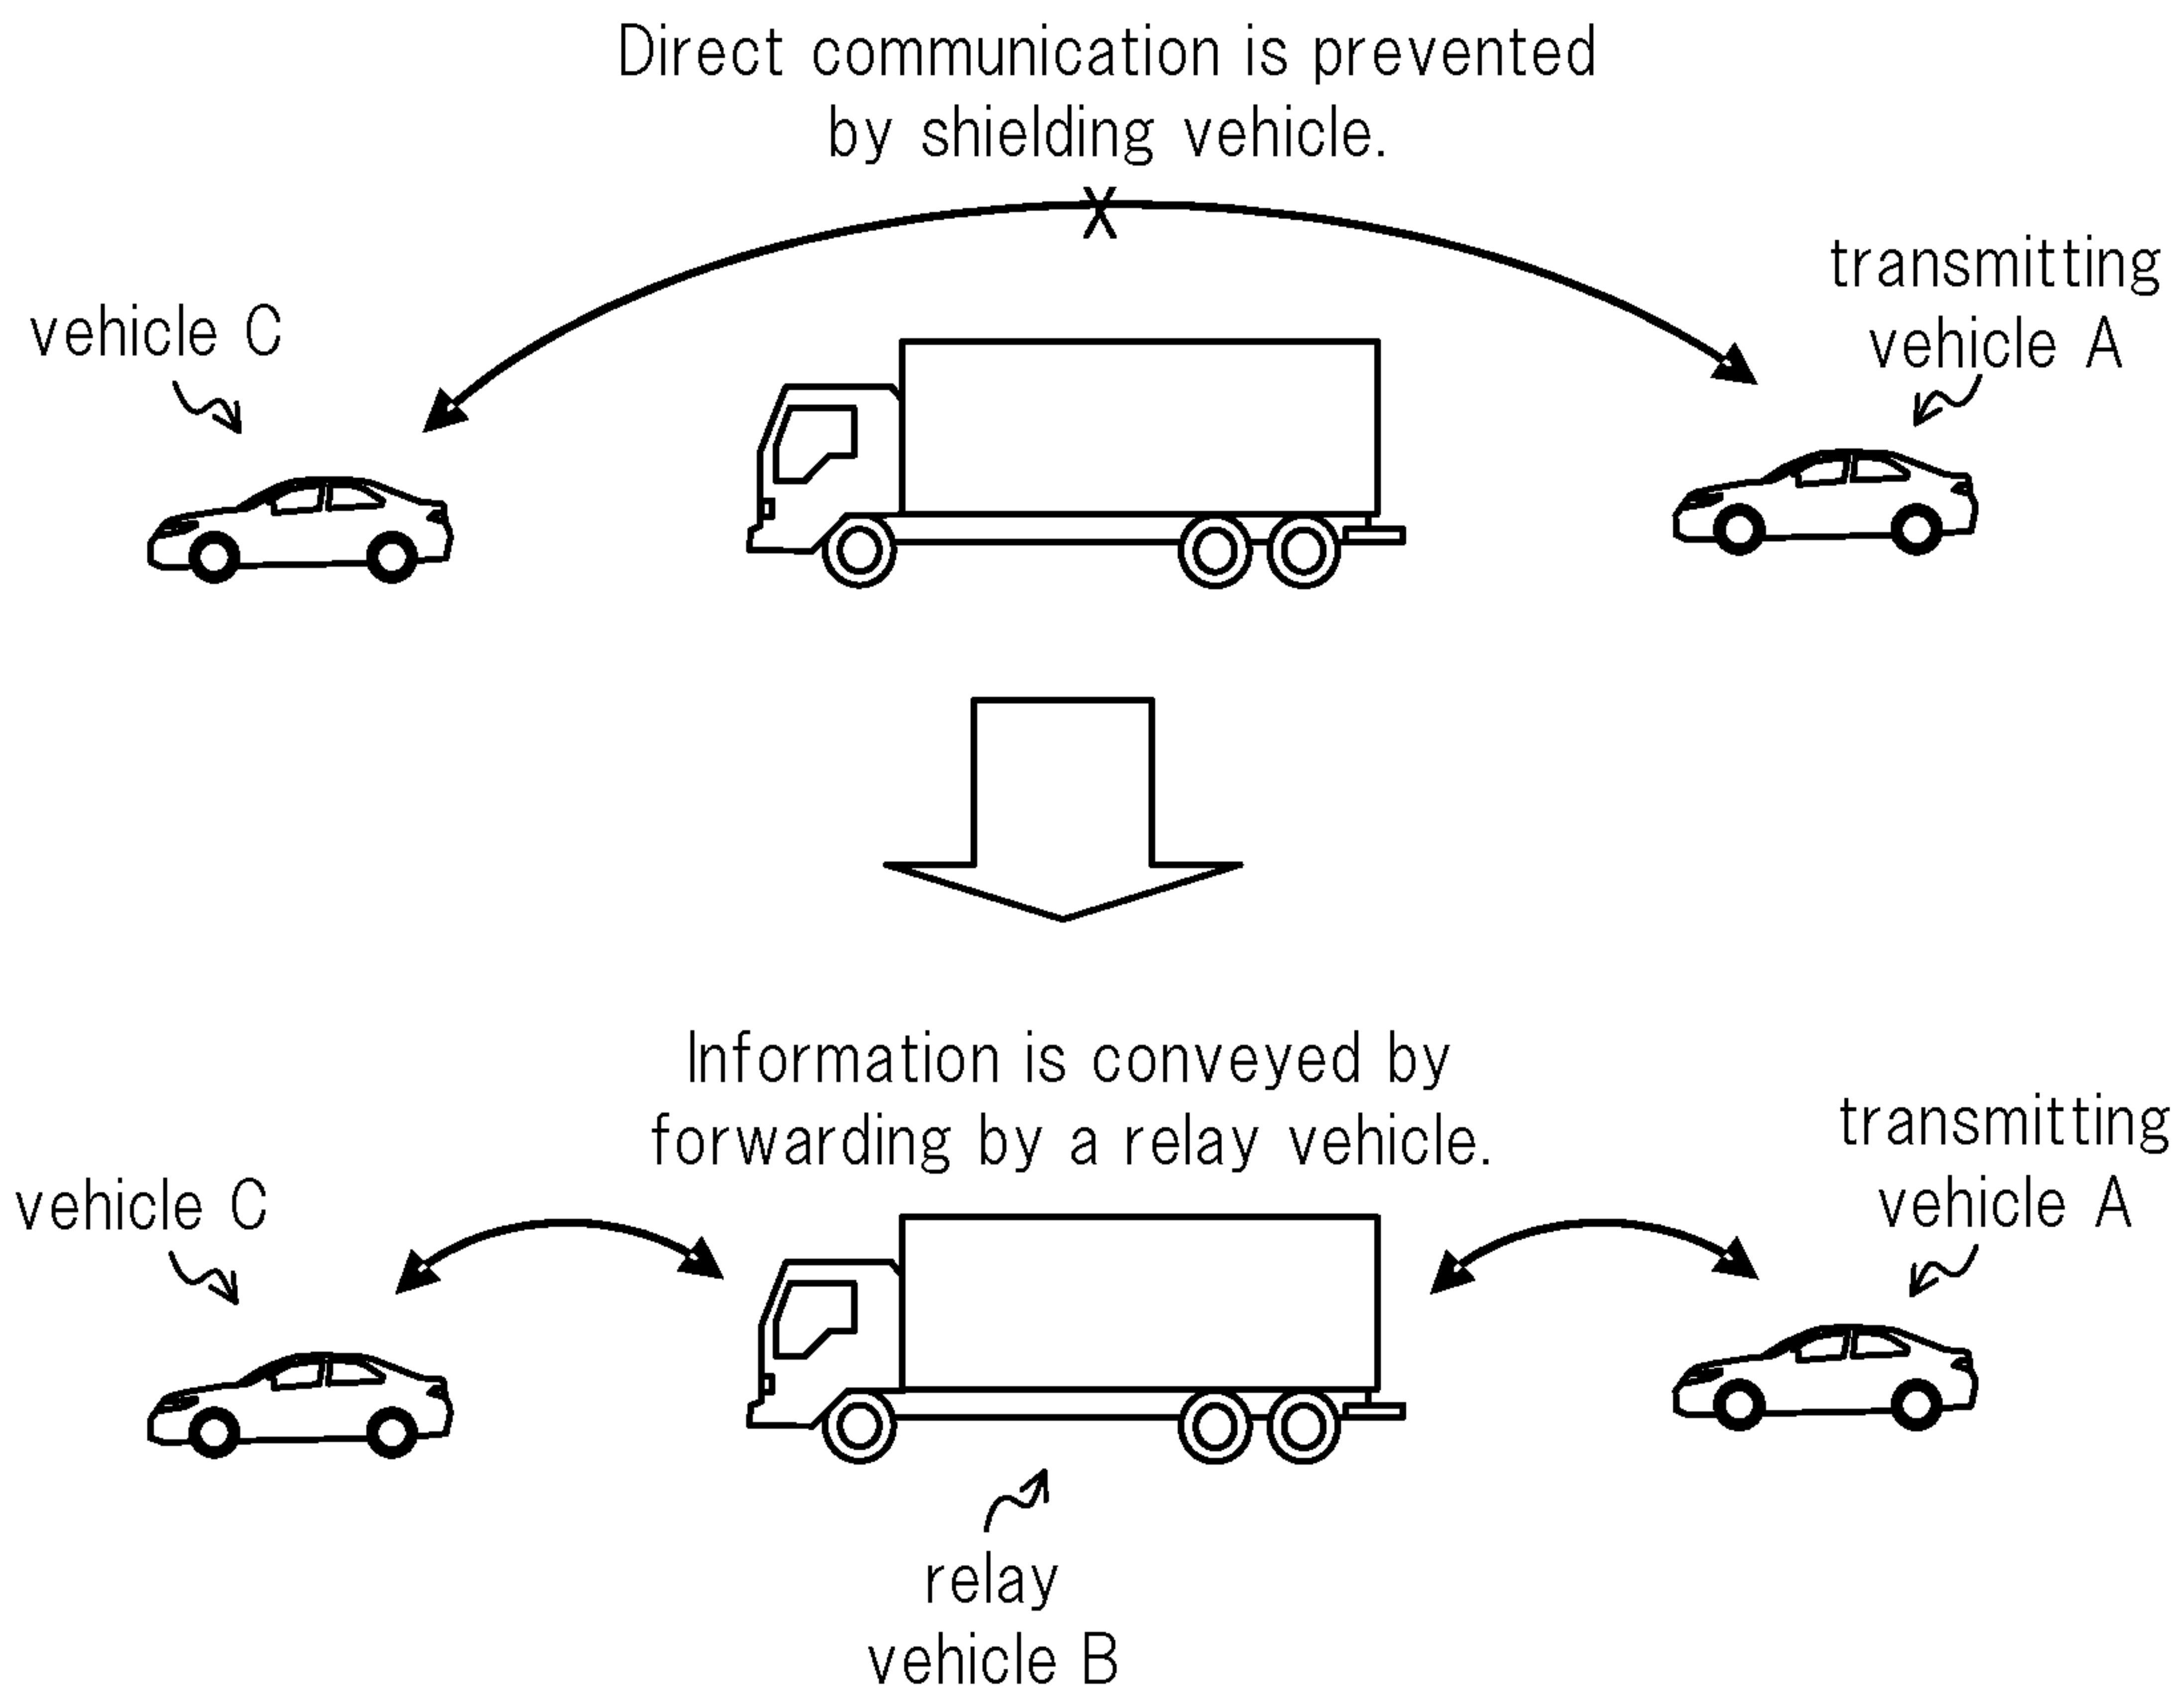 Direct communication is prevented
by shielding vehicle.
X
vehicle C
transmitting
vehicle A
Information is conveyed by
forwarding by a relay vehicle.
vehicle C
transmitting
vehicle A
relay
vehicle B